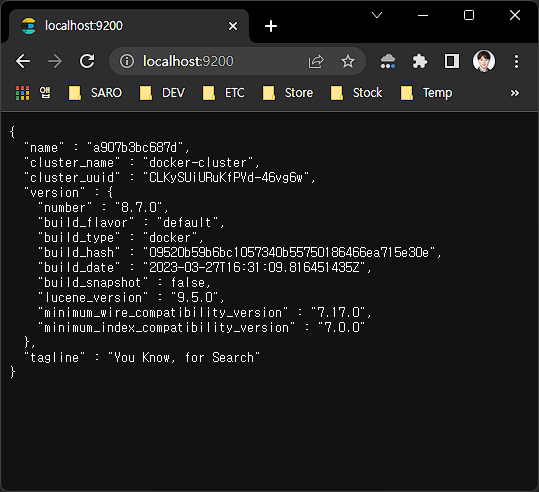 localhost:9200
localhost:9200
앱 SARO DEV ETC Store Stock Temp »
{
"name" : "a907b3bc687d",
"cluster_name" : "docker-cluster",
"cluster_uuid" : "CLKySUiURuKfPVd-46vg6w",
"version" : {
"number" : "8.7.0",
"build_flavor" : "default",
"build_type" : "docker",
"build_hash" : "09520b59b6bc1057340b55750186466ea715e30e",
"build_date" : "2023-03-27T16:31:09.816451435Z",
"build_snapshot" : false,
"lucene_version" : "9.5.0",
"minimum_wire_compatibility_version" : "7.17.0",
"minimum_index_compatibility_version" : "7.0.0"
},
"tagline" : "You Know, for Search"
}